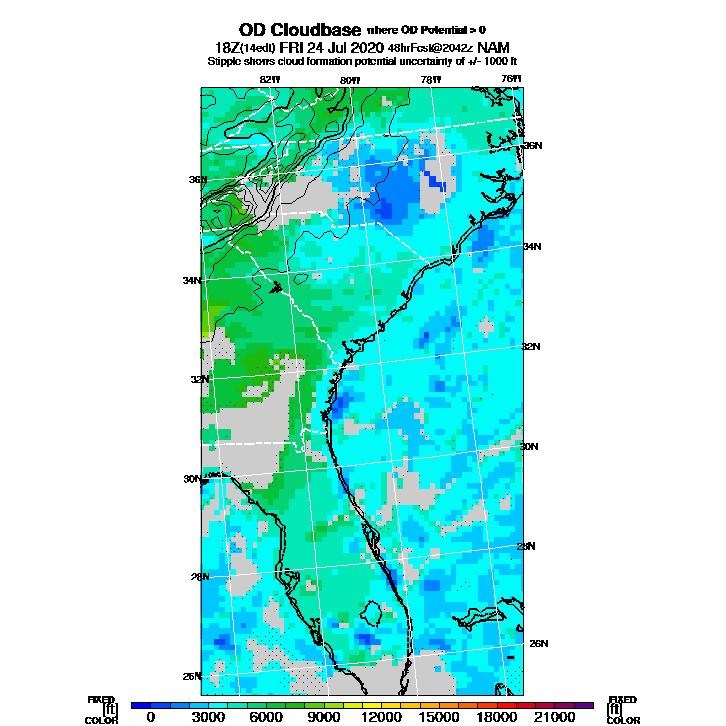 OD Cloudbase where OD Potential > 0
18Z(14edt) FRI 24 Jul 2020 48hrFcst@2042z NAM
Stipple shows cloud formation potential uncertainty of +/- 1000 ft
82W 80W 78W 76W
36N 36N
34N 34N
32N 32N
30N 30N
28N 28N
26N 26N
FIXED FIXED
[ft] 0 3000 6000 9000 12000 15000 18000 21000 [ft]
COLOR COLOR